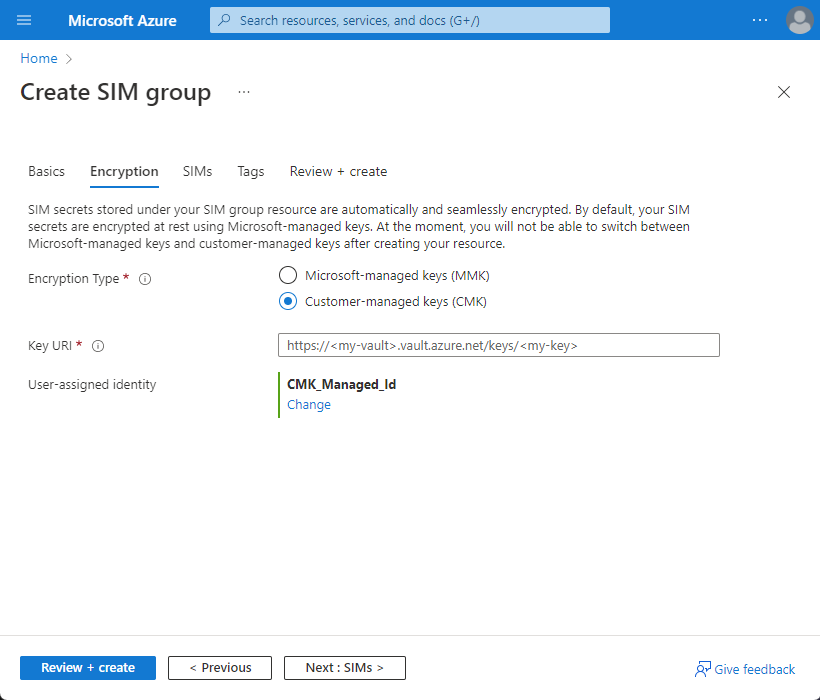 Microsoft Azure
Search resources, services, and docs (G+/)
...
Home >
Create SIM group ...
Basics Encryption SIMs Tags Review + create
SIM secrets stored under your SIM group resource are automatically and seamlessly encrypted. By default, your SIM
secrets are encrypted at rest using Microsoft-managed keys. At the moment, you will not be able to switch between
Microsoft-managed keys and customer-managed keys after creating your resource.
Encryption Type *
Microsoft-managed keys (MMK)
Customer-managed keys (CMK)
Key URI *
https://<my-vault>.vault.azure.net/keys/<my-key>
User-assigned identity
CMK_Managed_Id
Change
Review + create
< Previous
Next : SIMs >
Give feedback